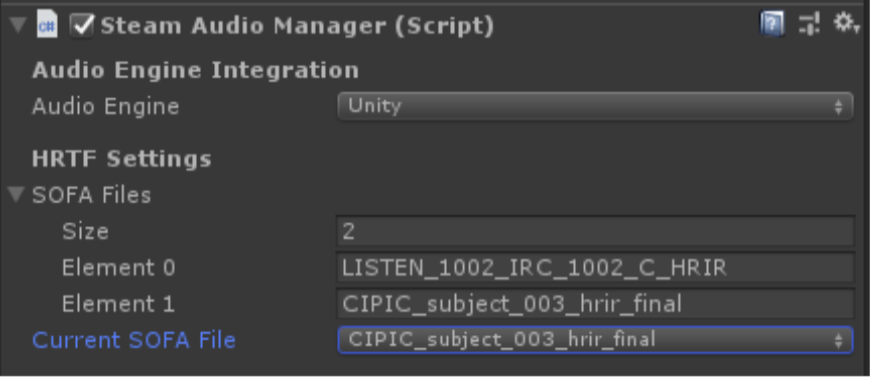 c# Steam Audio Manager (Script)
Audio Engine Integration
Audio Engine Unity
HRTF Settings
SOFA Files
Size 2
Element 0 LISTEN_1002_IRC_1002_C_HRIR
Element 1 CIPIC_subject_003_hrir_final
Current SOFA File CIPIC_subject_003_hrir_final